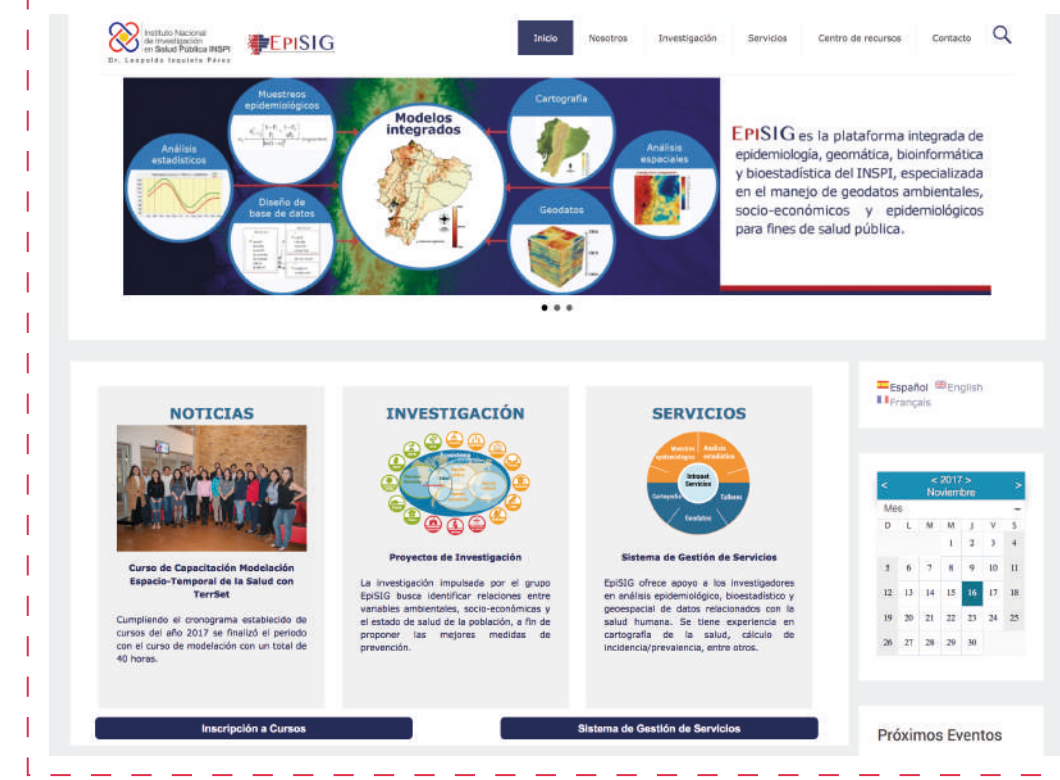 Instituto Nacional
de Investigación
en Salud Pública INSPI
Dr. Leopoldo Izquieta Pérez
EPISIG
Inicio
Nosotros
Investigación
Servicios
Centro de recursos
Contacto
Muestreos
epidemiológicos
Análisis
estadísticos
Diseño de
base de datos
Modelos
integrados
Cartografía
Análisis
espaciales
Geodatos
EPISIG es la plataforma integrada de
epidemiología, geomática, bioinformática
y bioestadística del INSPI, especializada
en el manejo de geodatos ambientales,
socio-económicos y epidemiológicos
para fines de salud pública.
NOTICIAS
Curso de Capacitación Modelación
Espacio-Temporal de la Salud con
TerrSet
Cumpliendo el cronograma establecido de
cursos del año 2017 se finalizó el periodo
con el curso de modelación con un total de
40 horas.
INVESTIGACIÓN
Ecosistema
Proyectos de Investigación
La investigación impulsada por el grupo
EpiSIG busca identificar relaciones entre
variables ambientales, socio-económicas y
el estado de salud de la población, a fin de
proponer las mejores medidas de
prevención.
SERVICIOS
Muestreo
epidemiológico
Análisis
estadístico
Intranet
Servicios
Cartografía
Talleres
Geodatos
Sistema de Gestión de Servicios
EpiSIG ofrece apoyo a los investigadores
en análisis epidemiológico, bioestadístico y
geoespacial de datos relacionados con la
salud humana. Se tiene experiencia en
cartografía de la salud, cálculo de
incidencia/prevalencia, entre otros.
Inscripción a Cursos
Sistema de Gestión de Servicios
Español English
Français
< < 2017 > >
Noviembre
Mes
D L M M J V S
1 2 3 4
5 6 7 8 9 10 11
12 13 14 15 16 17 18
19 20 21 22 23 24 25
26 27 28 29 30
Próximos Eventos